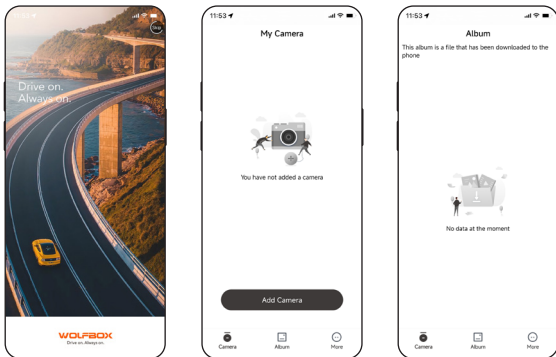 11:53
Skip
Drive on.
Always on.
WOLFBOX
Drive on. Always on.
11:53
My Camera
You have not added a camera
Add Camera
Camera
Album
More
11:53
Album
This album is a file that has been downloaded to the
phone
No data at the moment
Camera
Album
More